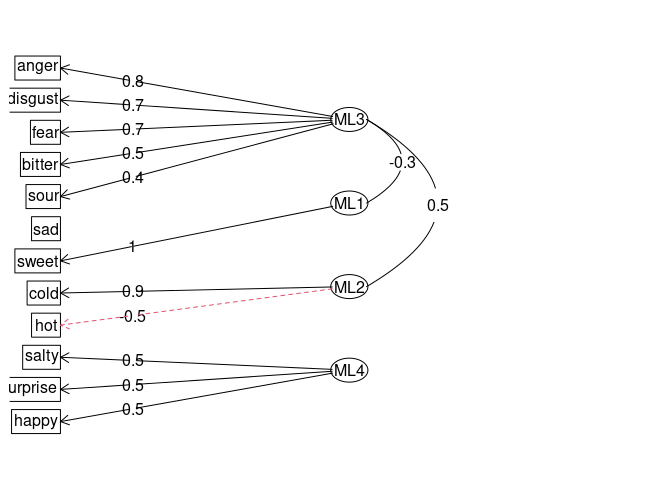 anger
disgust
fear
bitter
sour
sad
sweet
cold
hot
salty
urprise
happy
0.8
0.7
0.7
0.5
0.4
1
0.9
-0.5
0.5
0.5
0.5
ML3
ML1
ML2
ML4
-0.3
0.5